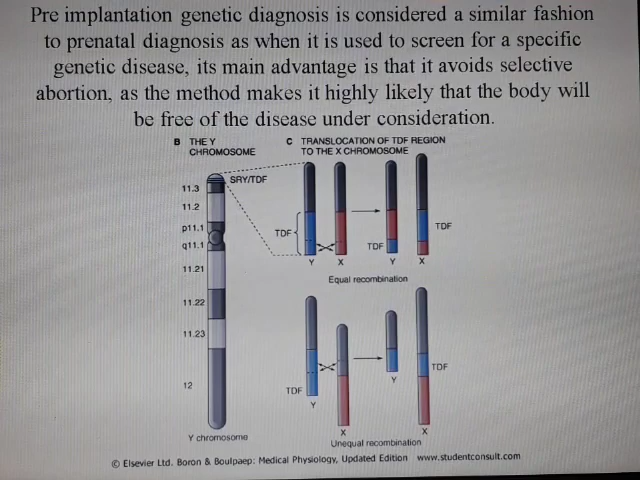 Pre implantation genetic diagnosis is considered a similar fashion
to prenatal diagnosis as when it is used to screen for a specific
genetic disease, its main advantage is that it avoids selective
abortion, as the method makes it highly likely that the body will
be free of the disease under consideration.
B THE Y
CHROMOSOME
C TRANSLOCATION OF TDF REGION
TO THE X CHROMOSOME
SRY/TDF
11.3
11.2
p11.1
q11.1
11.21
11.22
11.23
12
Y chromosome
TDF
Y
X
TDF
Y
X
TDF
Equal recombination
TDF
Y
X
Y
X
TDF
Unequal recombination
© Elsevier Ltd. Boron & Boulpaep: Medical Physiology, Updated Edition www.studentconsult.com